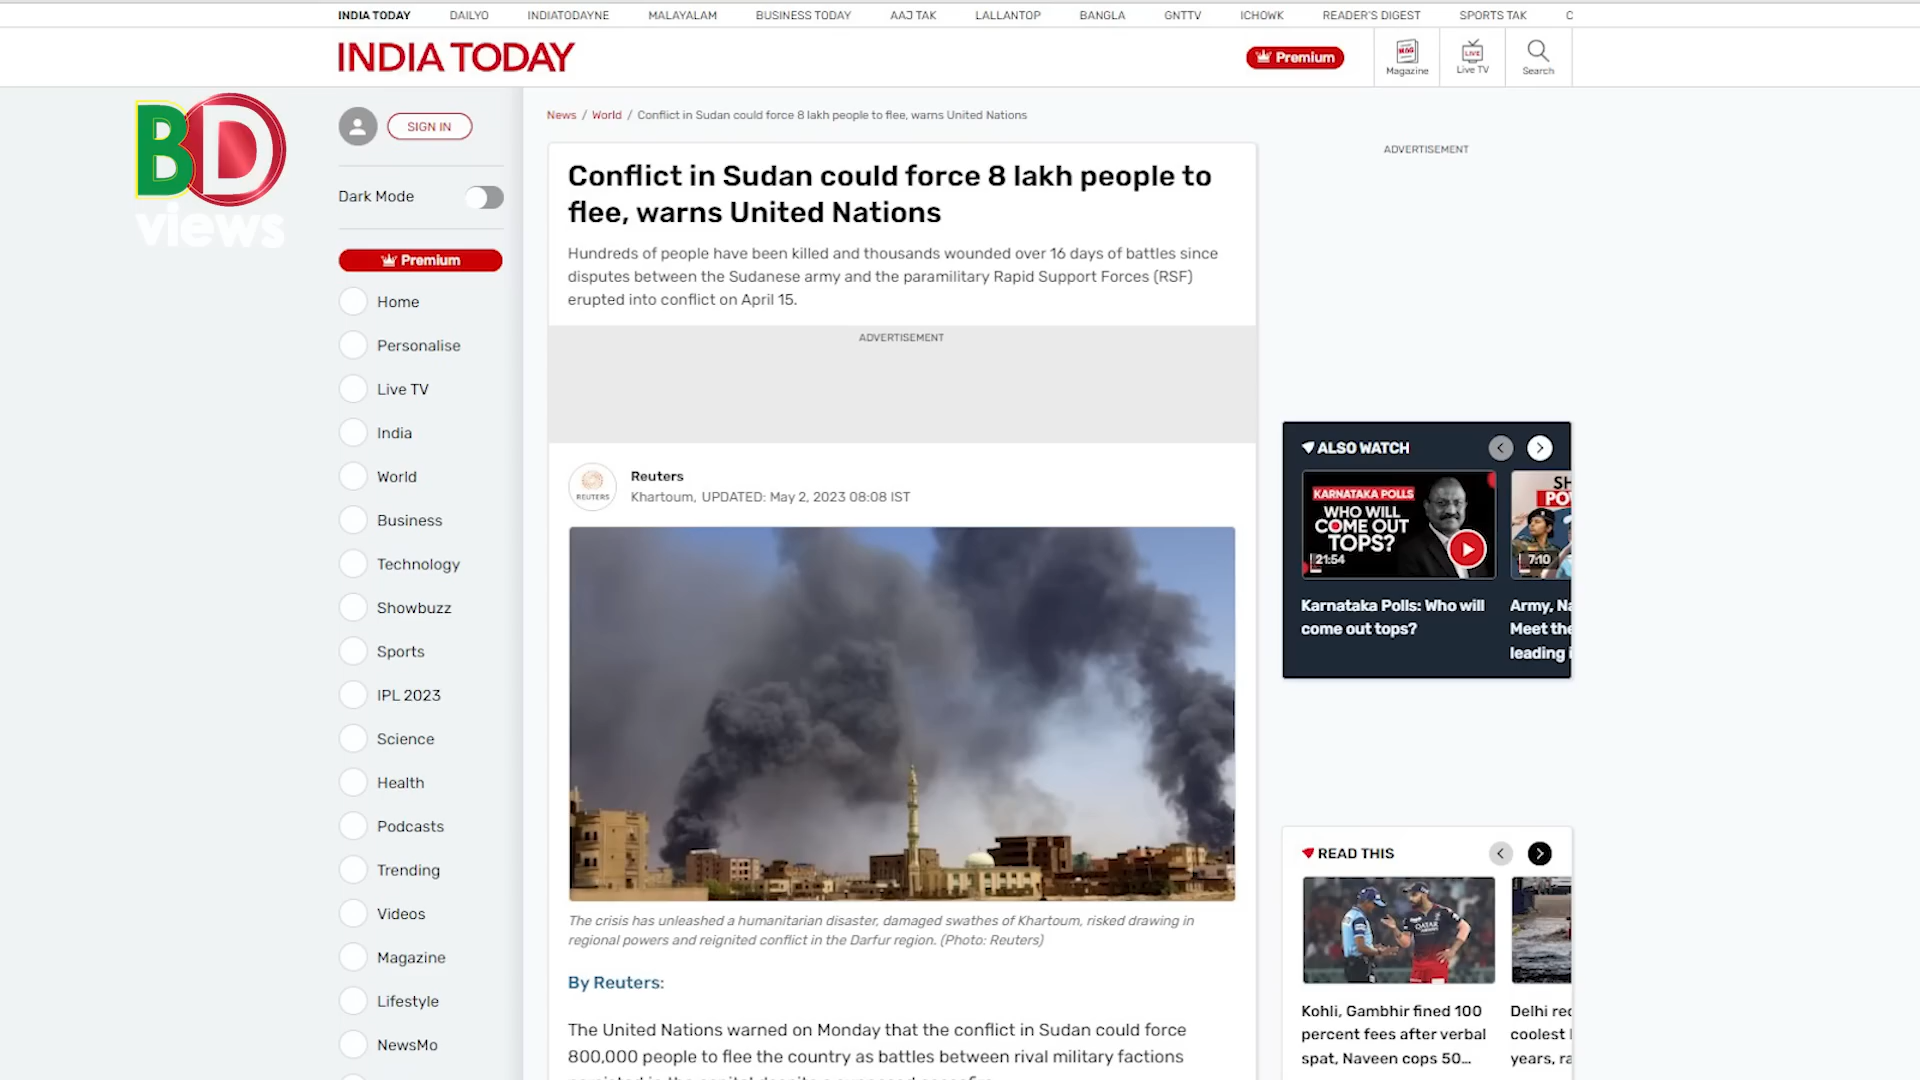 INDIA TODAY DAILYO INDIATODAYNE MALAYALAM BUSINESS TODAY AAJ TAK LALLANTOP BANGLA GNTTV ICHOWK READER'S DIGEST SPORTS TAK
INDIA TODAY
Premium
Magazine
Live TV
Search
BD
views
SIGN IN
Dark Mode
Premium
Home
Personalise
Live TV
India
World
Business
Technology
Showbuzz
Sports
IPL 2023
Science
Health
Podcasts
Trending
Videos
Magazine
Lifestyle
NewsMo
News / World / Conflict in Sudan could force 8 lakh people to flee, warns United Nations
Conflict in Sudan could force 8 lakh people to
flee, warns United Nations
Hundreds of people have been killed and thousands wounded over 16 days of battles since
disputes between the Sudanese army and the paramilitary Rapid Support Forces (RSF)
erupted into conflict on April 15.
ADVERTISEMENT
REUTERS
Reuters
Khartoum, UPDATED: May 2, 2023 08:08 IST
The crisis has unleashed a humanitarian disaster, damaged swathes of Khartoum, risked drawing in
regional powers and reignited conflict in the Darfur region. (Photo: Reuters)
By Reuters:
The United Nations warned on Monday that the conflict in Sudan could force
800,000 people to flee the country as battles between rival military factions
ADVERTISEMENT
ALSO WATCH
KARNATAKA POLLS
WHO WILL
COME OUT
TOPS?
21:54
7:10
Karnataka Polls: Who will
come out tops?
Army,
Meet the
leading
READ THIS
QATAR
Kohli, Gambhir fined 100
percent fees after verbal
spat, Naveen cops 50...
Delhi
coolest
years,